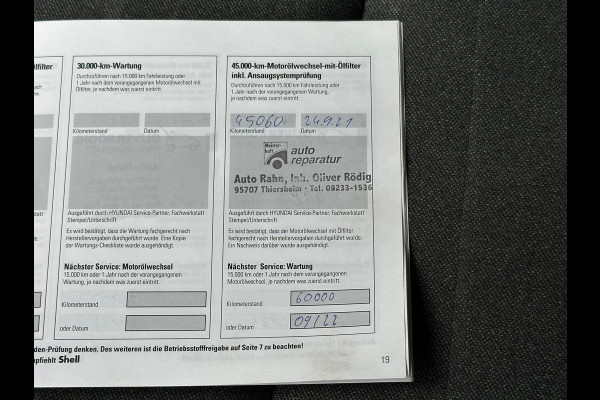 Ölfilter
30.000-km-Wartung
Durchzuführen nach 15.000 km Fahrleistung oder
1 Jahr nach dem vorangegangenen Motorölwechsel mit
Ölfilter, je nachdem was zuerst eintritt.
Kilometerstand Datum
Ausgeführt durch HYUNDAI Service-Partner, Fachwerkstatt
Stempel/Unterschrift
Es wird bestätigt, dass die Wartung fachgerecht nach
Herstellervorgaben durchgeführt wurde. Eine Kopie
der Wartungs-Checkliste wurde ausgehändigt.
Nächster Service: Motorölwechsel
15.000 km oder 1 Jahr nach der vorangegangenen
Wartung, je nachdem was zuerst eintritt.
Kilometerstand
oder Datum
45.000-km-Motorölwechsel-mit-Ölfilter
inkl. Ansaugsystemprüfung
Durchzuführen nach 15.000 km Fahrleistung oder
1 Jahr nach der vorangegangenen Wartung,
je nachdem was zuerst eintritt.
45060 24.9.21
Kilometerstand Datum
Meister-
haft
auto
reparatur
Auto Rahn, Inh. Oliver Rödig
95707 Thiersheim · Tel. 09233-1536
Ausgeführt durch HYUNDAI Service-Partner, Fachwerkstatt
Stempel/Unterschrift
Es wird bestätigt, dass der Motorölwechsel mit Ölfilter
fachgerecht nach Herstellervorgaben durchgeführt wurde.
Ein Nachweis darüber wurde ausgehändigt.
Nächster Service: Wartung
15.000 km oder 1 Jahr nach dem vorangegangenen
Motorölwechsel, je nachdem was zuerst eintritt.
Kilometerstand 60000
oder Datum 09/22
den-Prüfung denken. Des weiteren ist die Betriebsstofffreigabe auf Seite 7 zu beachten!
mpfiehlt Shell
19